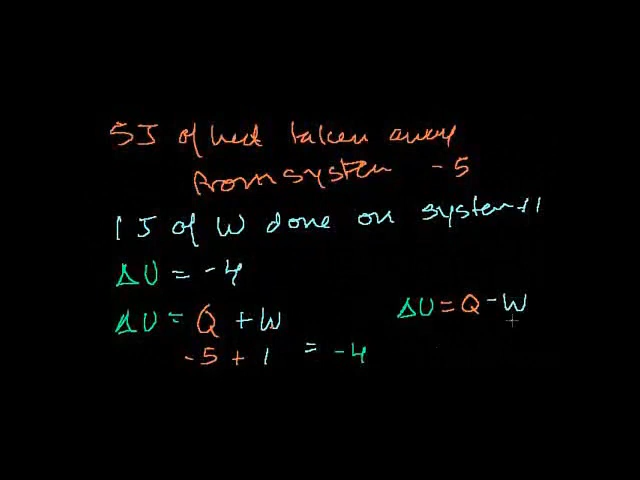 5J of heat taken away
from system -5
1 J of W done on system +1
ΔU = -4
ΔU = Q + W
ΔU = Q - W
-5 + 1 = -4